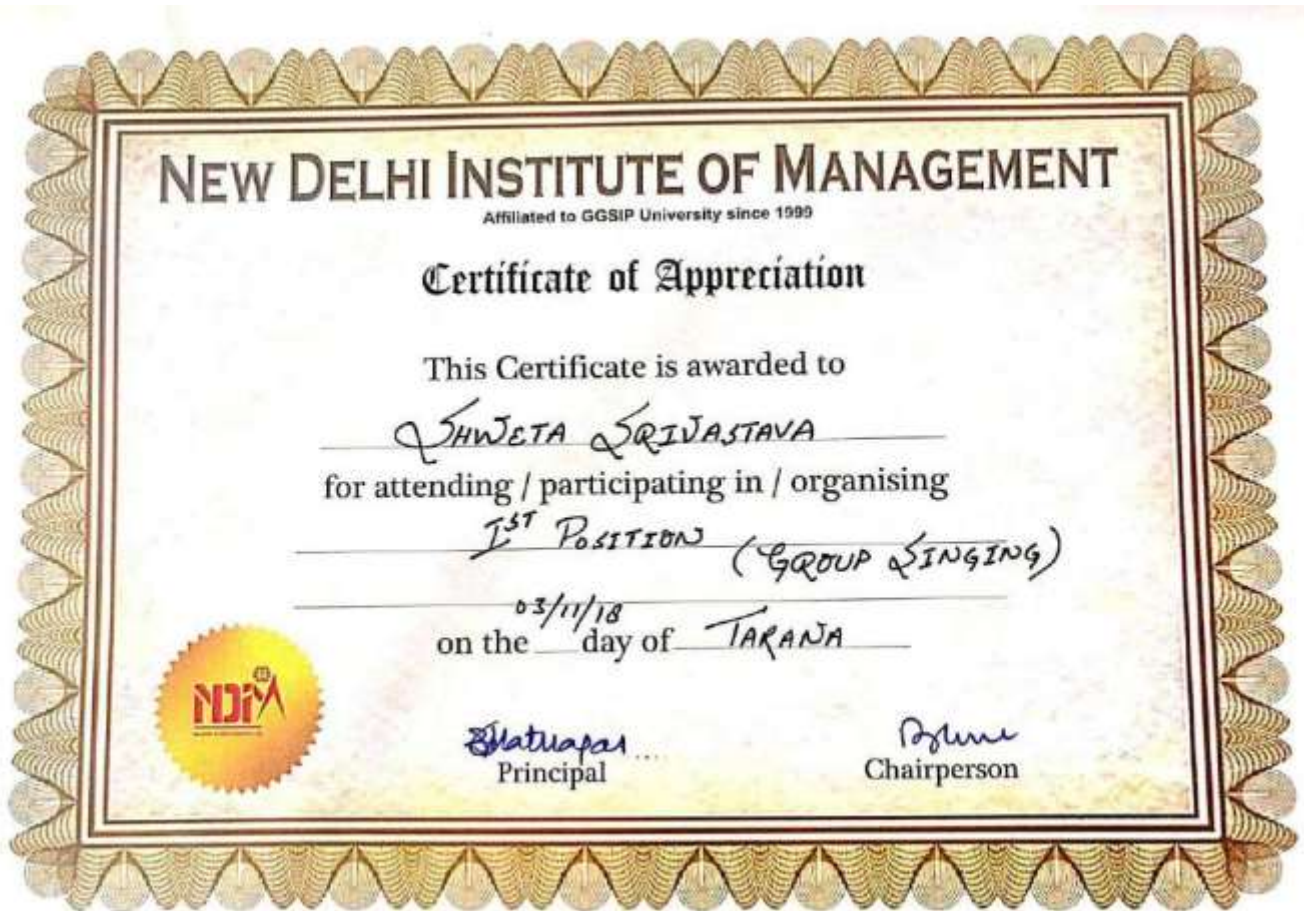 NEW DELHI INSTITUTE OF MANAGEMENT
Affiliated to GGSIP University since 1999
Certificate of Appreciation
This Certificate is awarded to
SHWETA SRIVASTAVA
for attending / participating in / organising
Ist POSITION (GROUP SINGING)
03/11/18
on the day of TARANA
NDIM
Bhatnagar
Principal
Chairperson